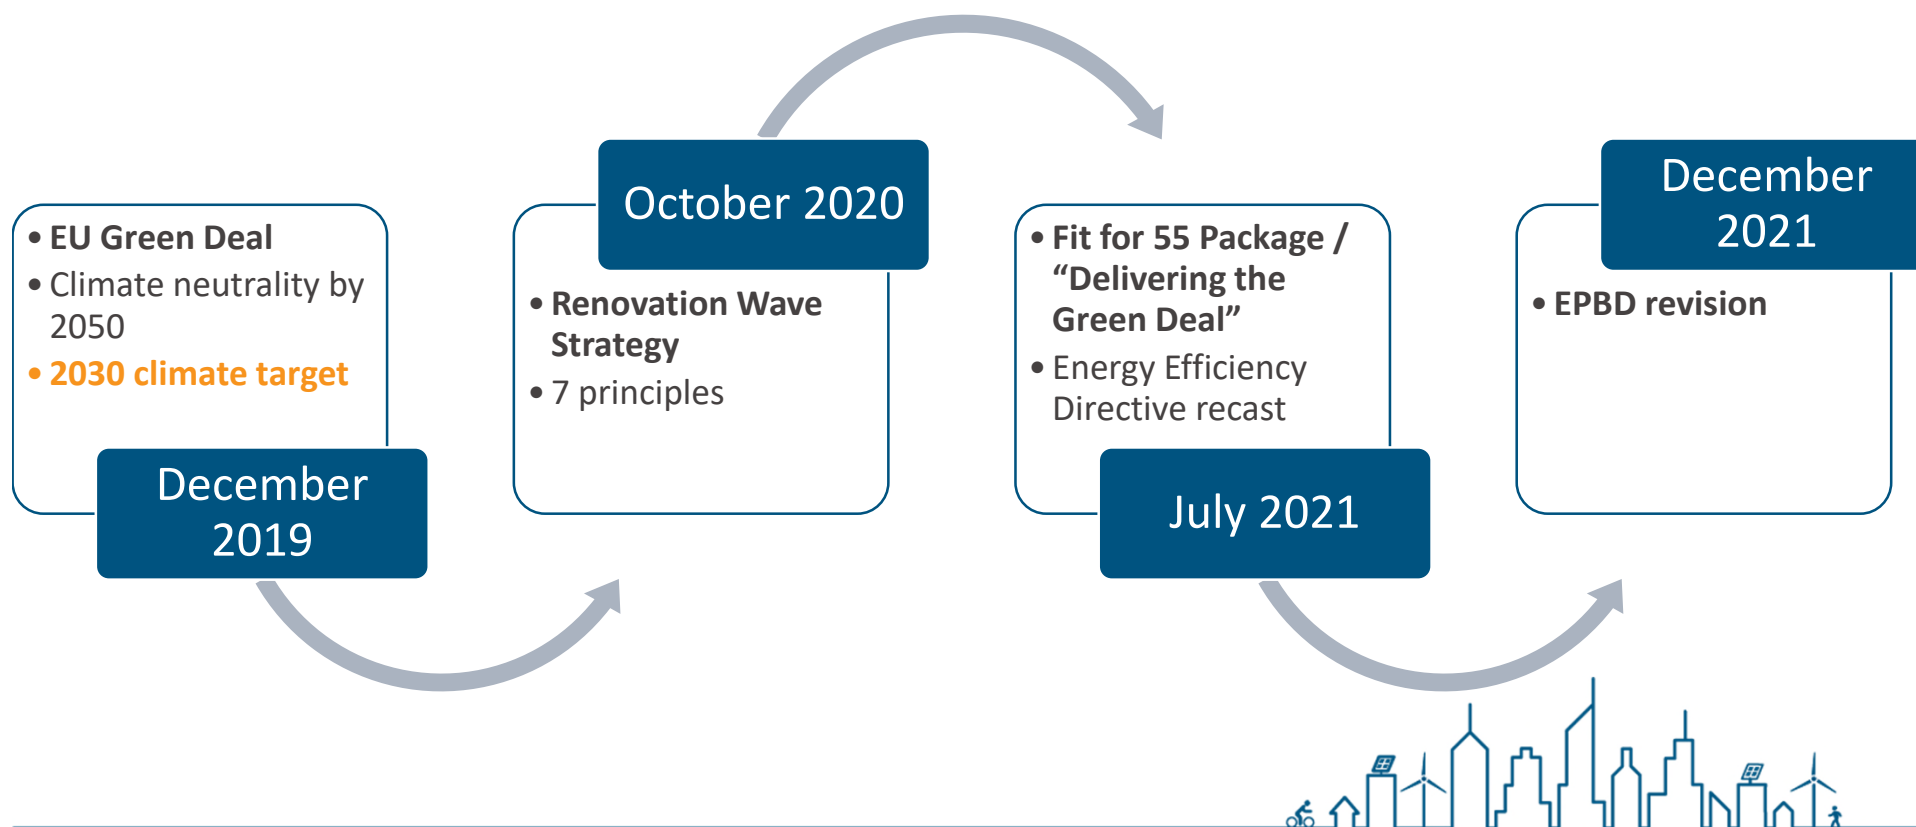 • EU Green Deal
• Climate neutrality by
2050
• 2030 climate target
December
2019
October 2020
• Renovation Wave
Strategy
• 7 principles
• Fit for 55 Package /
“Delivering the
Green Deal”
• Energy Efficiency
Directive recast
July 2021
December
2021
• EPBD revision